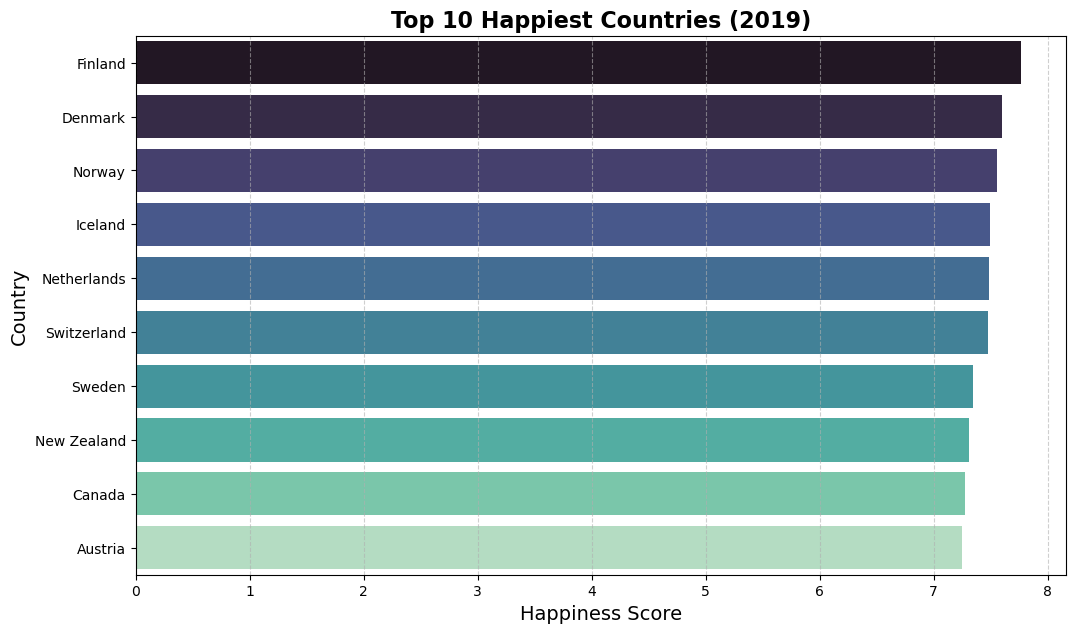 Top 10 Happiest Countries (2019)
Country
Finland
Denmark
Norway
Iceland
Netherlands
Switzerland
Sweden
New Zealand
Canada
Austria
0 1 2 3 4 5 6 7 8
Happiness Score